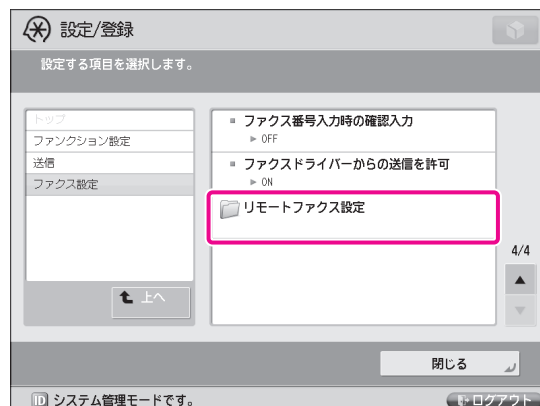 設定/登録
設定する項目を選択します。
トップ
ファンクション設定
送信
ファクス設定
上へ
ファクス番号入力時の確認入力
▶ OFF
ファクスドライバーからの送信を許可
▶ ON
リモートファクス設定
4/4
閉じる
ID システム管理モードです。
ログアウト